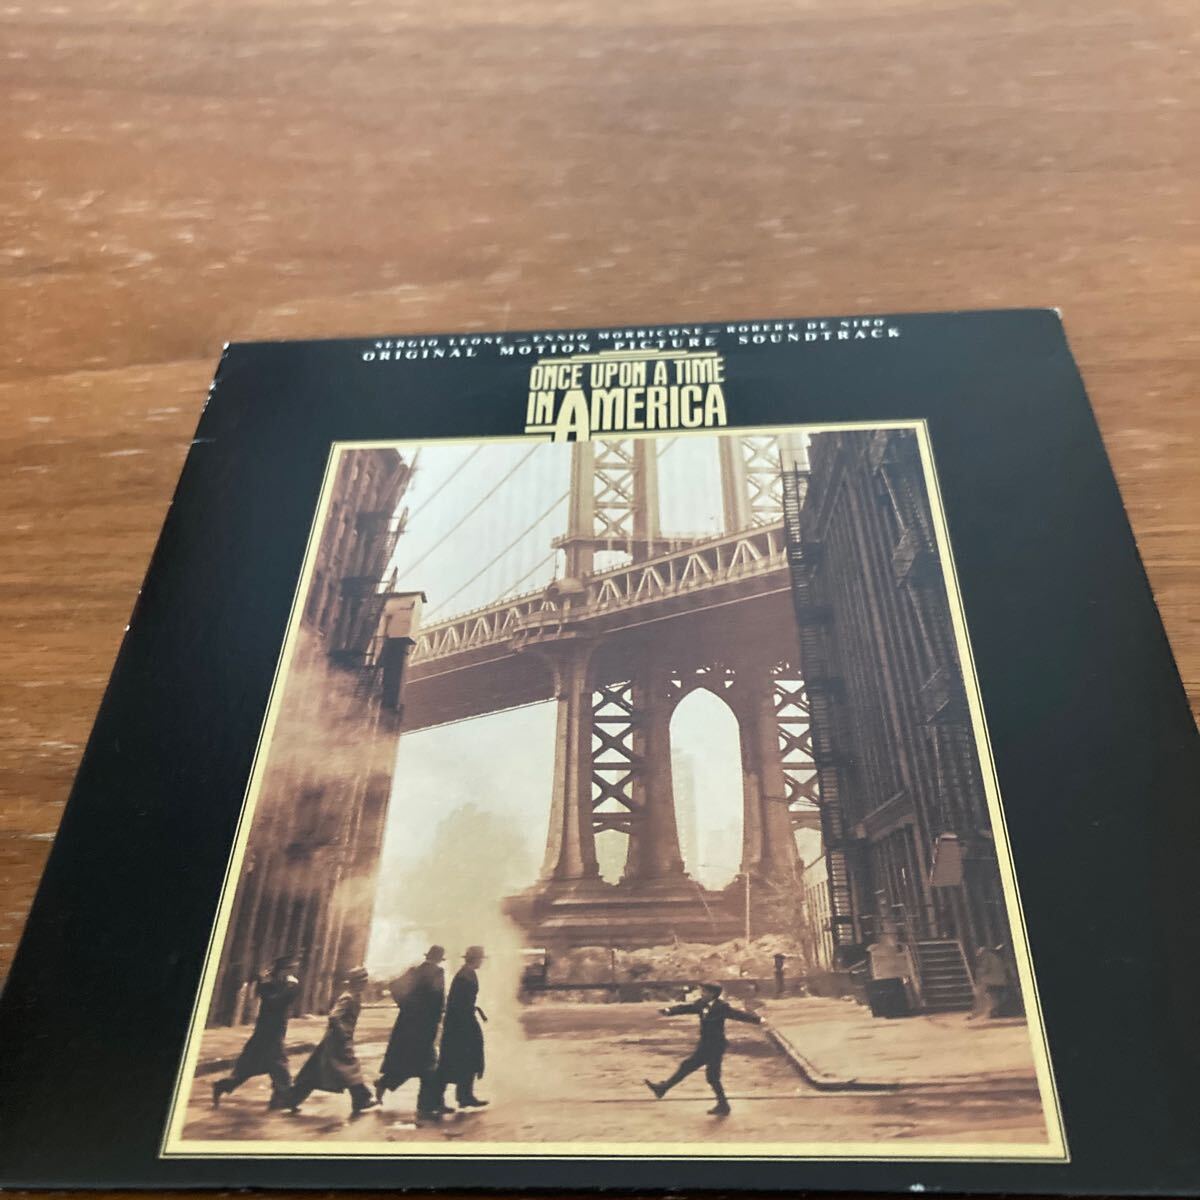 SERGIO LEONE – ENNIO MORRICONE – ROBERT DE NIRO
ORIGINAL MOTION PICTURE SOUNDTRACK
ONCE UPON A TIME
IN AMERICA